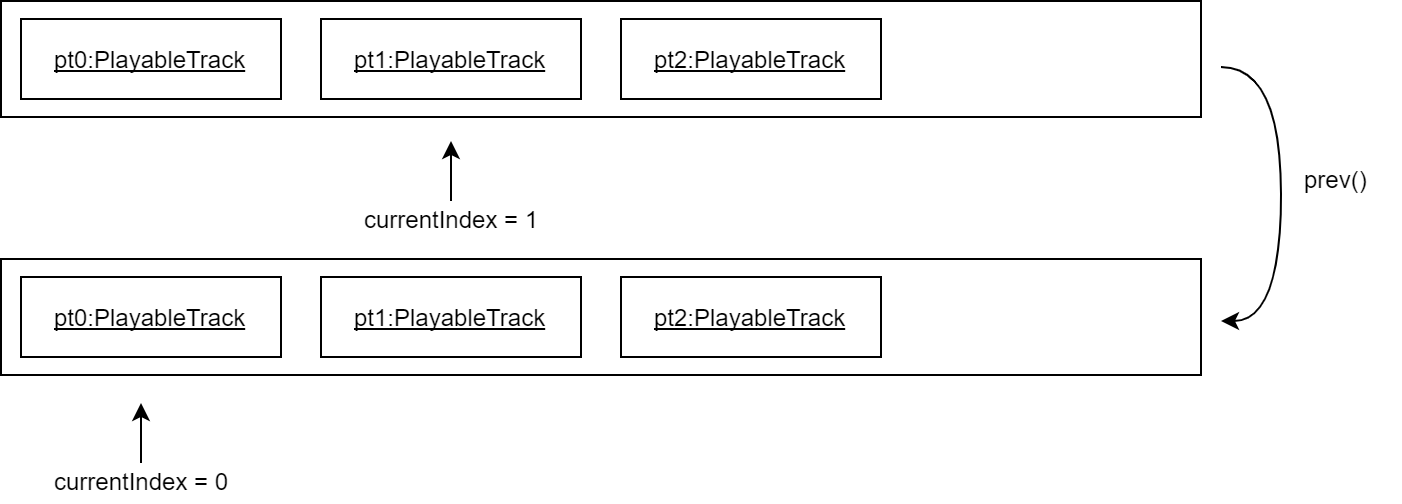 pt0:PlayableTrack
pt1:PlayableTrack
pt2:PlayableTrack
prev()
currentIndex = 1
pt0:PlayableTrack
pt1:PlayableTrack
pt2:PlayableTrack
currentIndex = 0